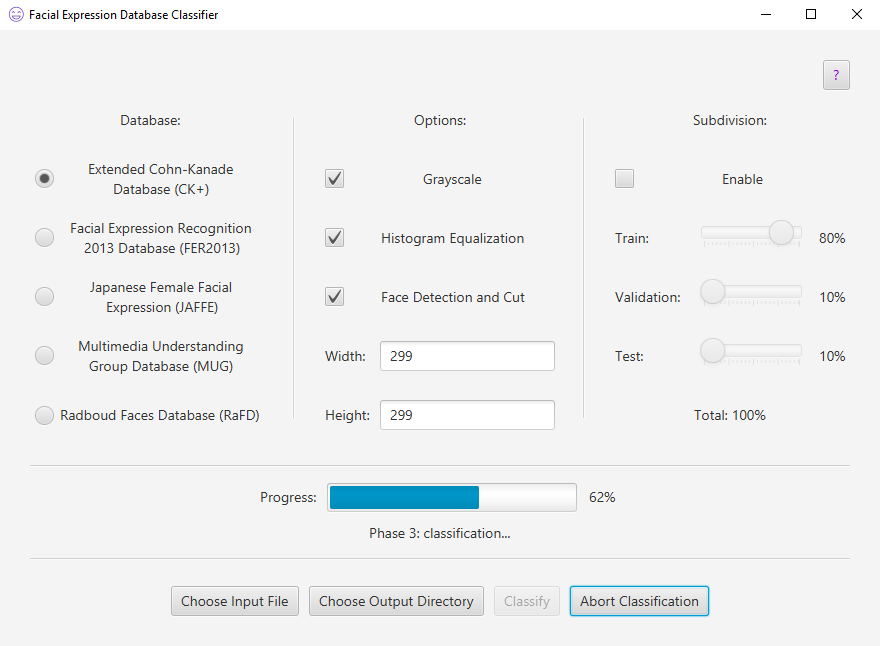 Facial Expression Database Classifier
?
Database:
Extended Cohn-Kanade
Database (CK+)
Facial Expression Recognition
2013 Database (FER2013)
Japanese Female Facial
Expression (JAFFE)
Multimedia Understanding
Group Database (MUG)
Radboud Faces Database (RaFD)
Options:
Grayscale
Histogram Equalization
Face Detection and Cut
Width: 299
Height: 299
Subdivision:
Enable
Train: 80%
Validation: 10%
Test: 10%
Total: 100%
Progress: 62%
Phase 3: classification...
Choose Input File Choose Output Directory Classify Abort Classification